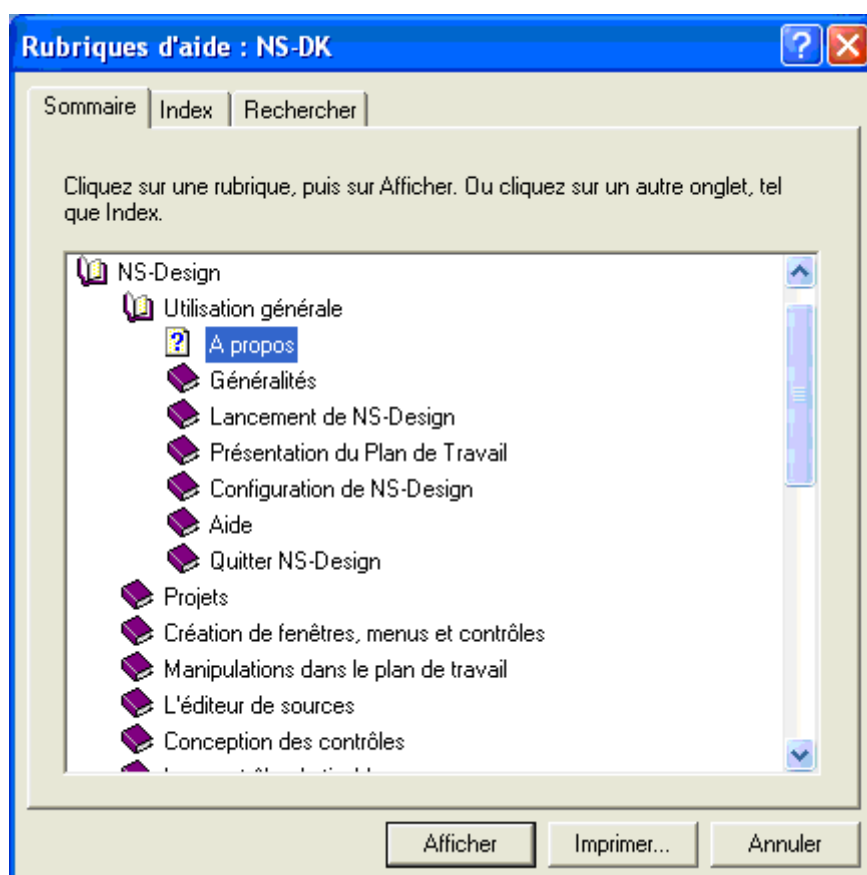 Rubriques d'aide : NS-DK
Sommaire Index Rechercher
Cliquez sur une rubrique, puis sur Afficher. Ou cliquez sur un autre onglet, tel
que Index.
NS-Design
Utilisation générale
A propos
Généralités
Lancement de NS-Design
Présentation du Plan de Travail
Configuration de NS-Design
Aide
Quitter NS-Design
Projets
Création de fenêtres, menus et contrôles
Manipulations dans le plan de travail
L'éditeur de sources
Conception des contrôles
Afficher Imprimer... Annuler